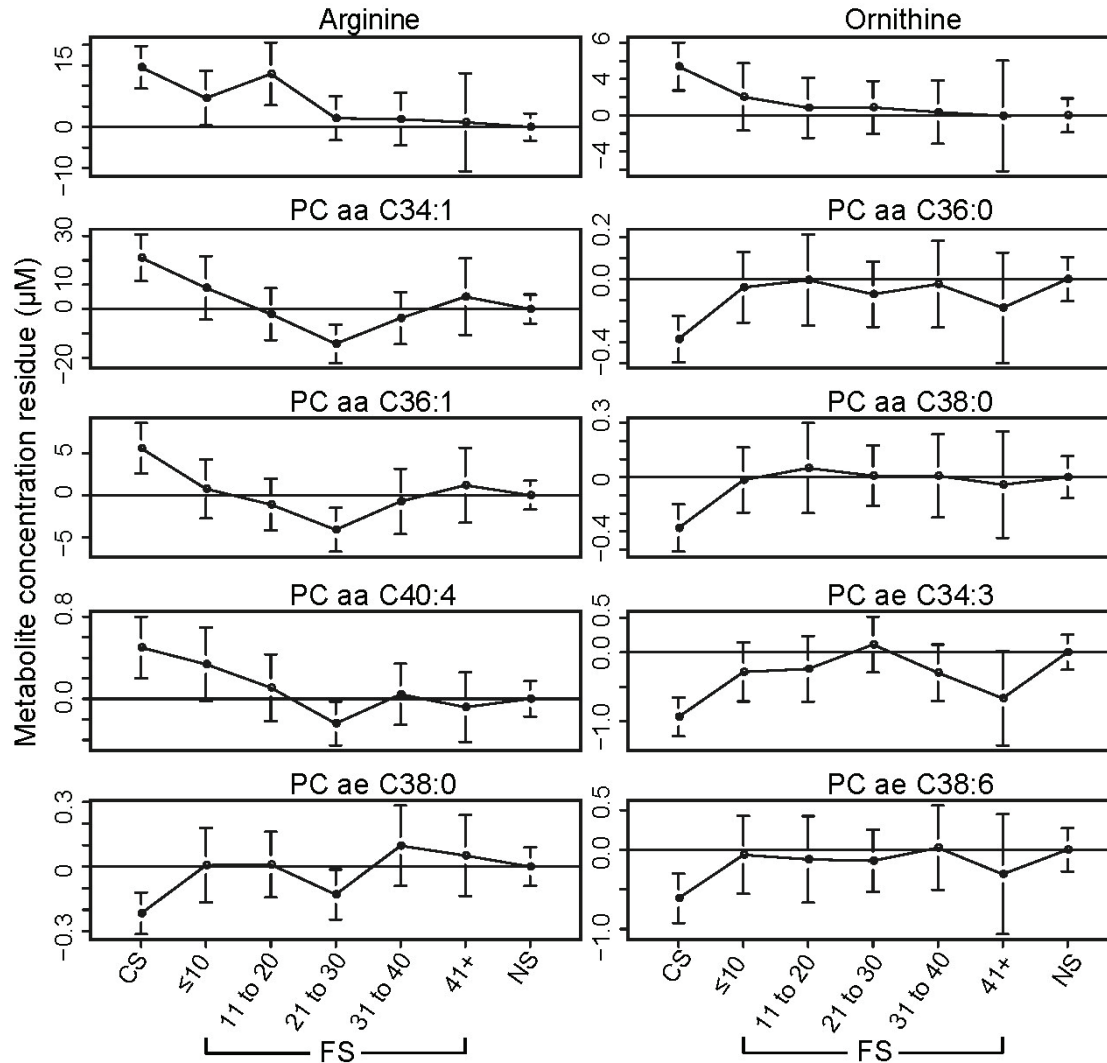 Arginine
15
0
−10
Ornithine
6
4
0
−4
Metabolite concentration residue (µM)
PC aa C34:1
30
10
0
−20
PC aa C36:0
0.2
0.0
−0.4
PC aa C36:1
5
0
−5
PC aa C38:0
0.3
0.0
−0.4
PC aa C40:4
0.8
0.0
PC ae C34:3
0.5
0.0
−1.0
PC ae C38:0
0.3
0
−0.3
PC ae C38:6
0.5
0.0
−1.0
CS ≤10 11 to 20 21 to 30 31 to 40 41+ NS
FS
CS ≤10 11 to 20 21 to 30 31 to 40 41+ NS
FS